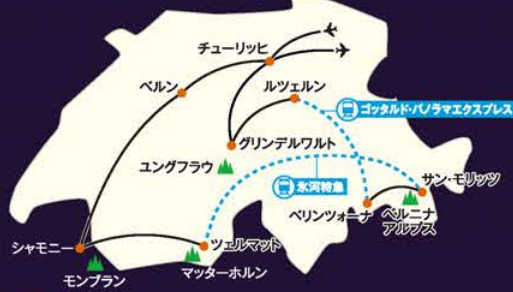 チューリッヒ
ベルン
ルツェルン
ゴッタルド・パノラマエクスプレス
グリンデルワルト
ユングフラウ
氷河特急
サン・モリッツ
ベリンツォーナ
ベルニナ
アルプス
シャモニー
ツェルマット
モンブラン
マッターホルン